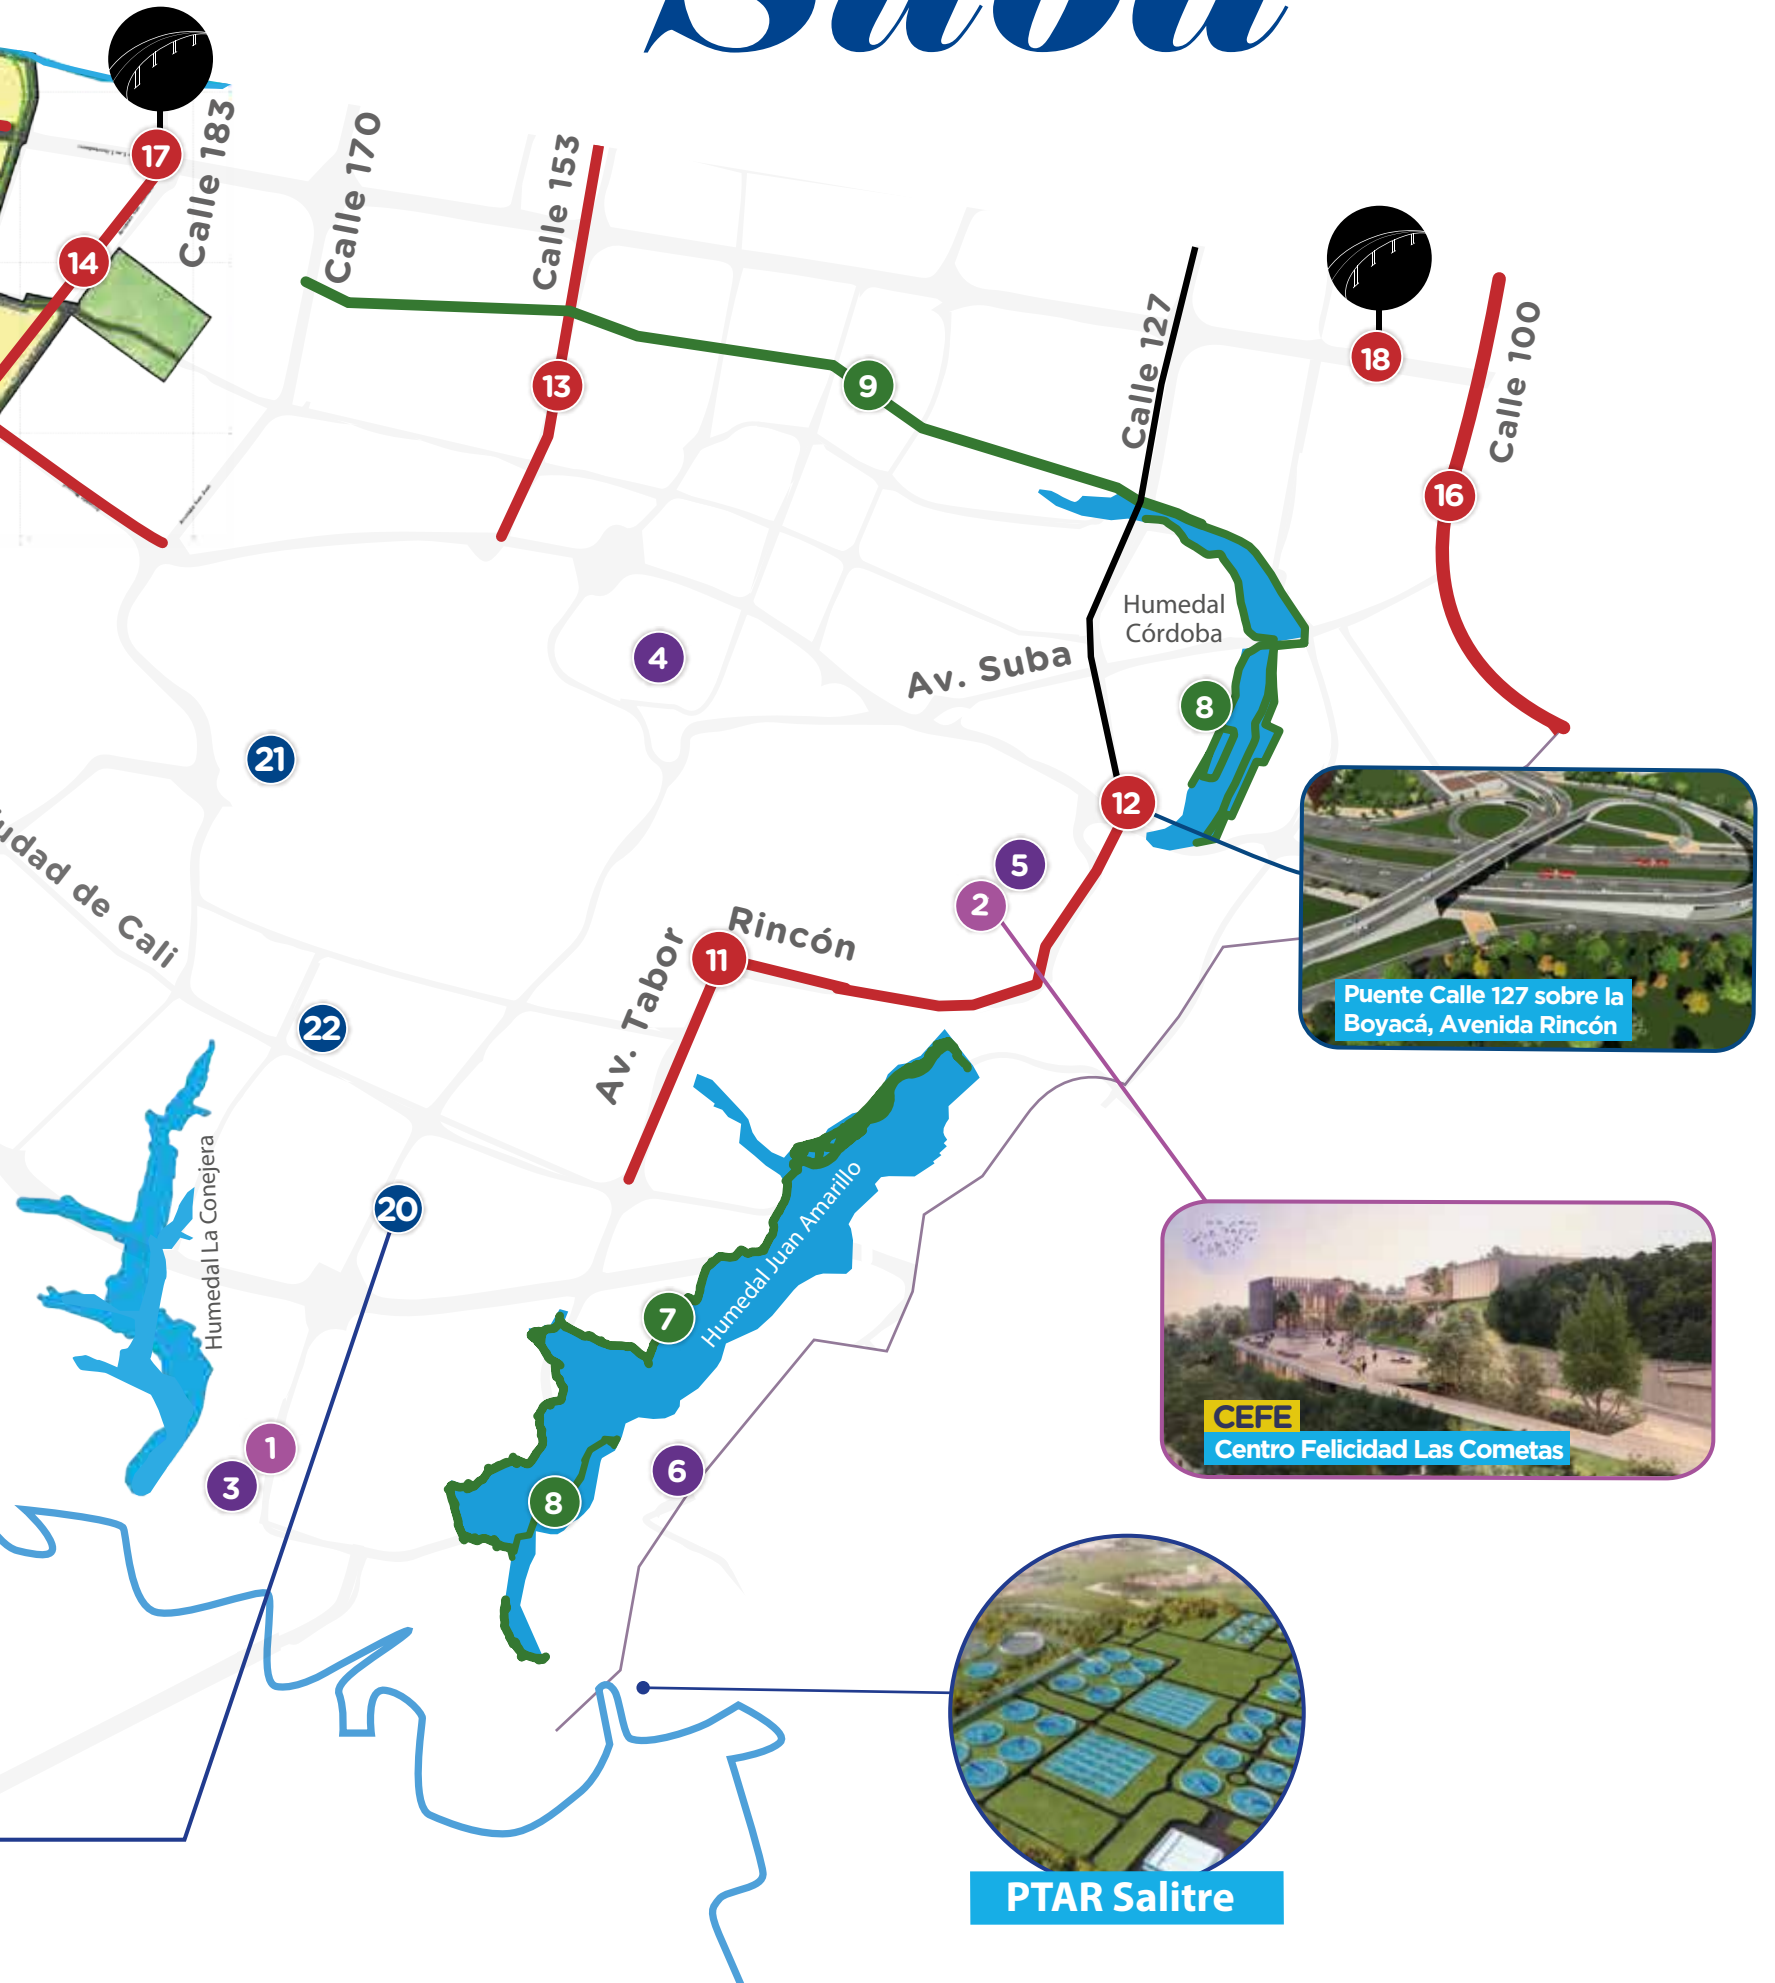 Suba
17
Calle 183
Calle 170
Calle 153
14
13
9
Calle 127
18
Calle 100
16
Humedal
Córdoba
4
Av. Suba
8
21
12
5
2
Rincón
11
Av. Tabor
udad de Cali
22
Puente Calle 127 sobre la
Boyacá, Avenida Rincón
Humedal La Conejera
20
Humedal Juan Amarillo
7
1
3
6
8
CEFE
Centro Felicidad Las Cometas
PTAR Salitre